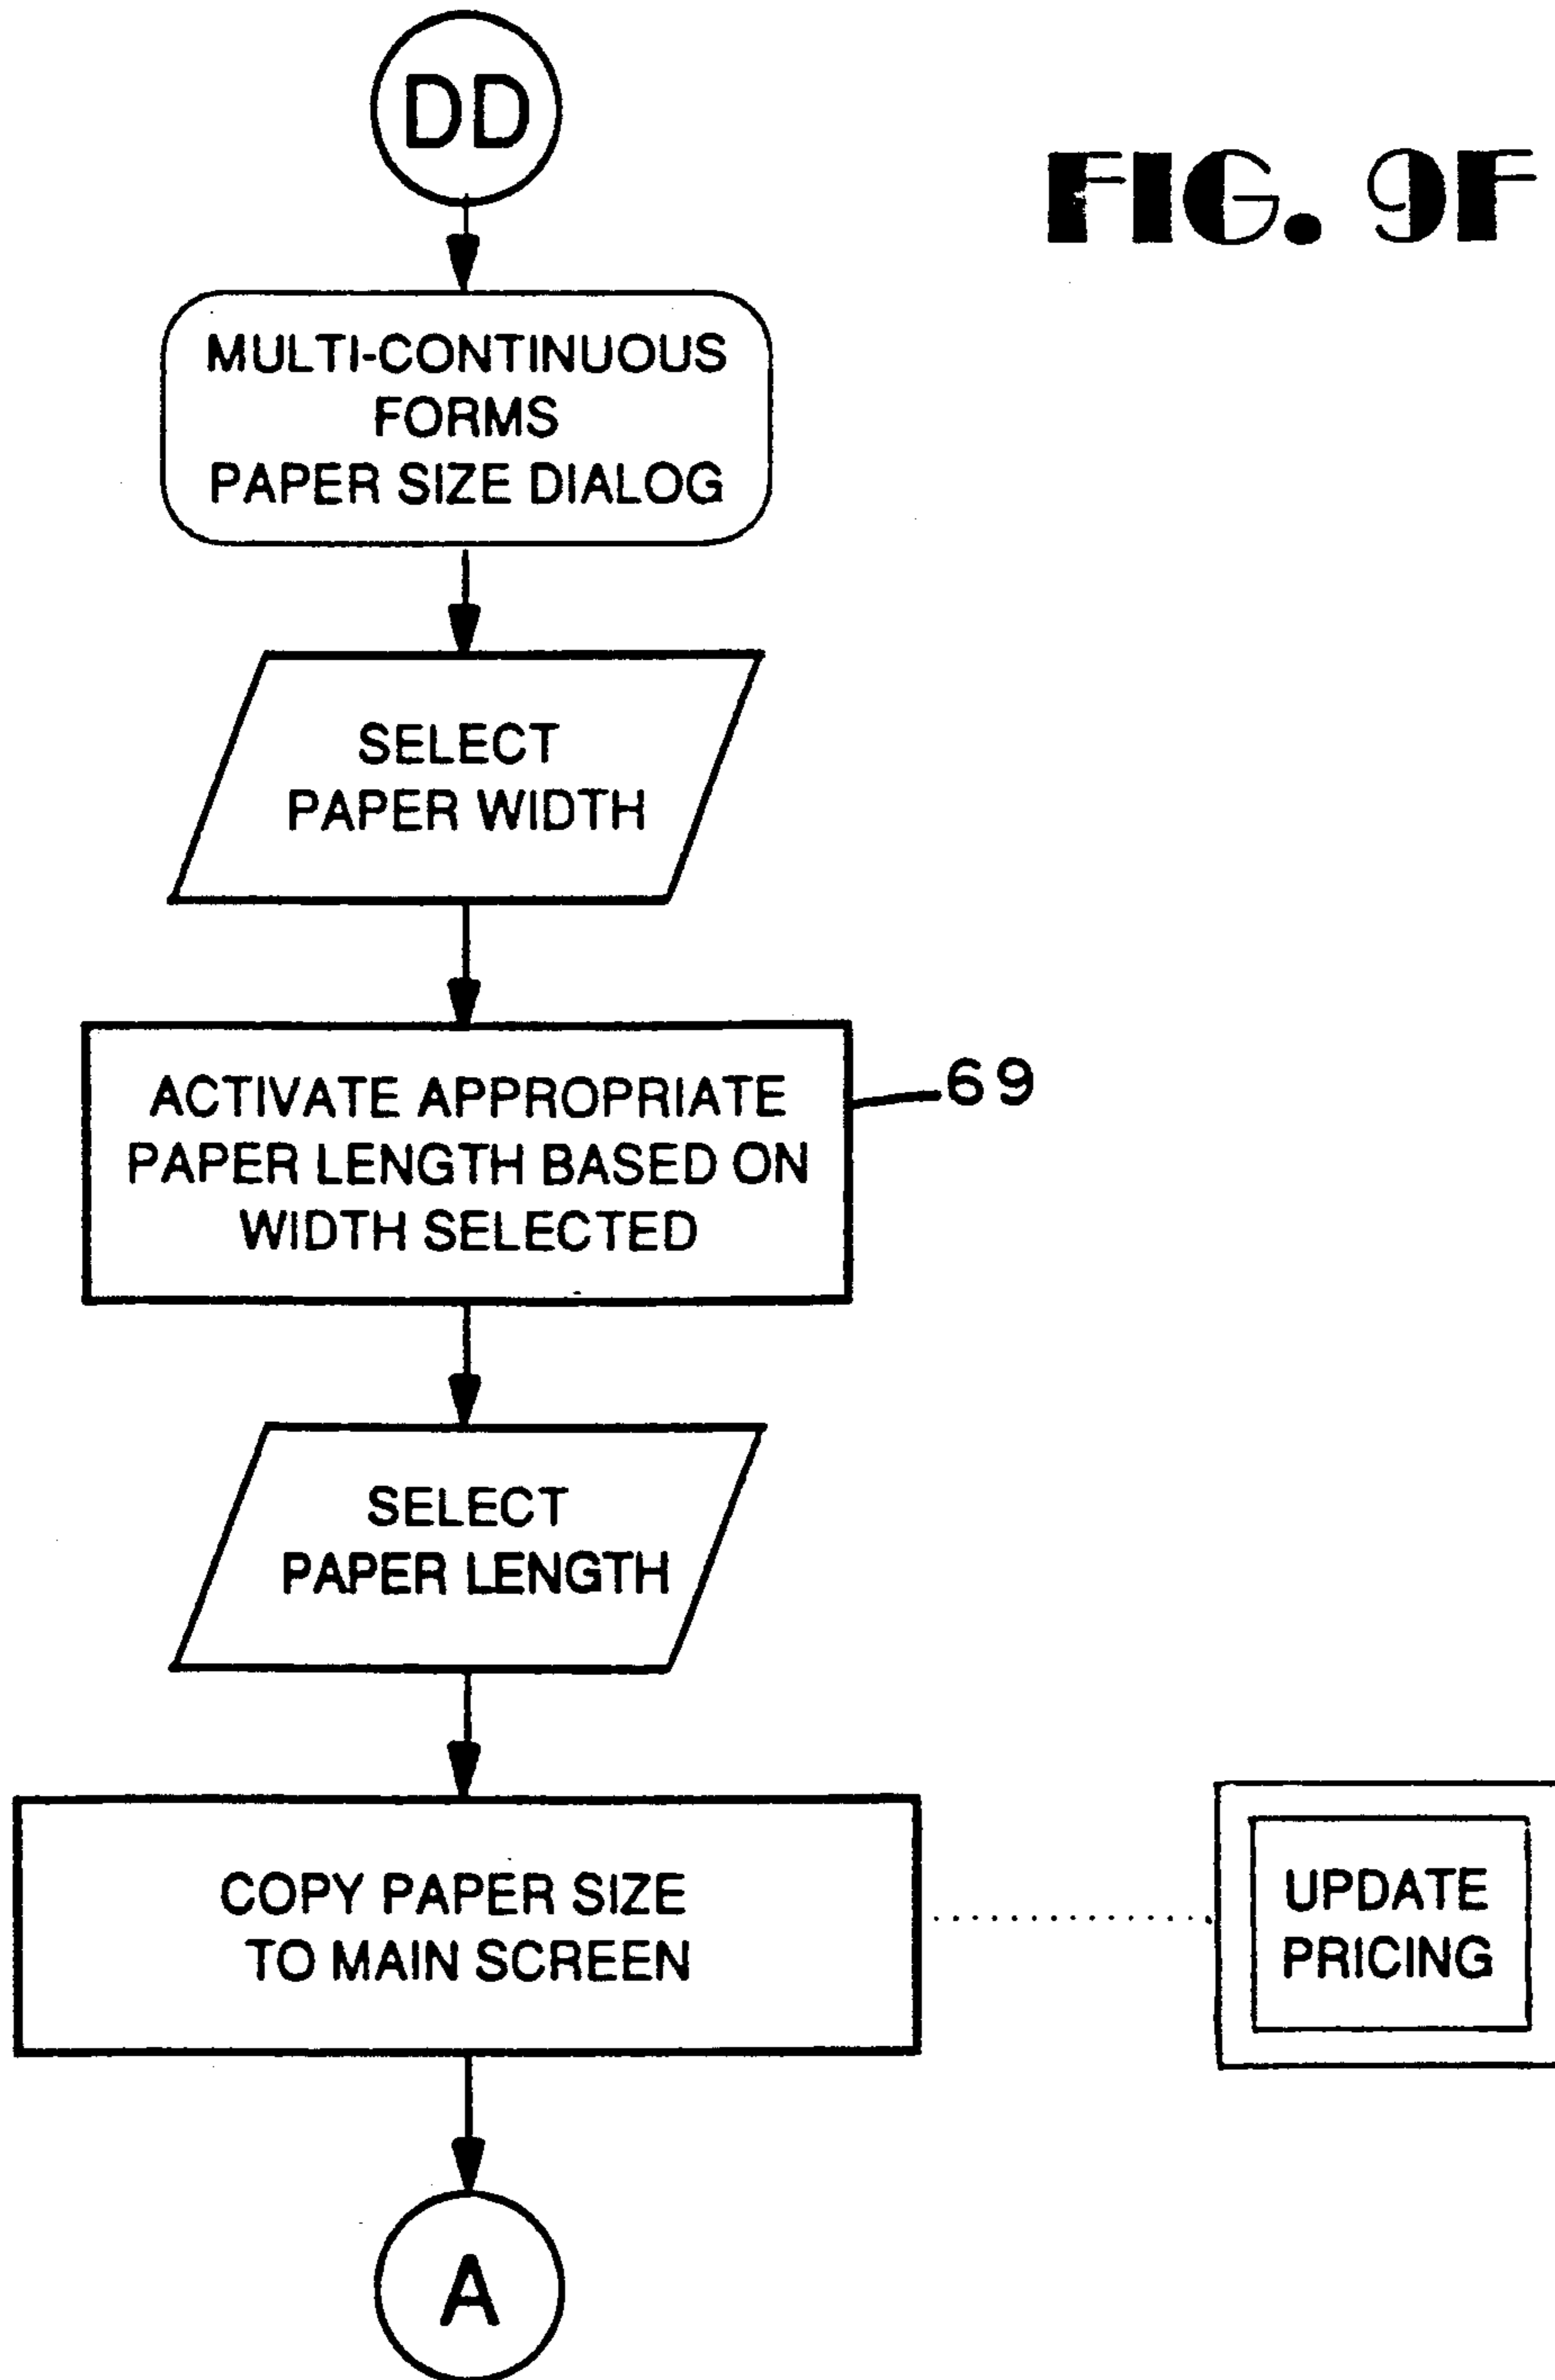 DD
FIG. 9F
MULTI-CONTINUOUS
FORMS
PAPER SIZE DIALOG
SELECT
PAPER WIDTH
ACTIVATE APPROPRIATE
PAPER LENGTH BASED ON
WIDTH SELECTED
69
SELECT
PAPER LENGTH
COPY PAPER SIZE
TO MAIN SCREEN
UPDATE
PRICING
A